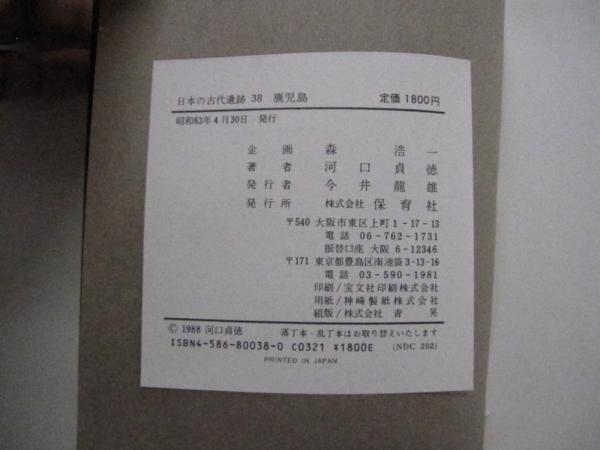 日本の古代遺跡 38 鹿児島 定価 1800円
昭和63年4月30日 発行
企画 森 浩一
著者 河口貞徳
発行者 今井龍雄
発行所 株式会社 保育社
〒540 大阪市東区上町1-17-13
電話 06-762-1731
振替口座 大阪 6-12346
〒171 東京都豊島区南池袋3-13-16
電話 03-590-1981
印刷/宝文社印刷株式会社
用紙/神崎製紙株式会社
組版/株式会社 青晃
© 1988 河口貞徳 落丁本・乱丁本はお取り替えいたします
ISBN4-586-80038-0 C0321 ¥1800E (NDC 202)
PRINTED IN JAPAN